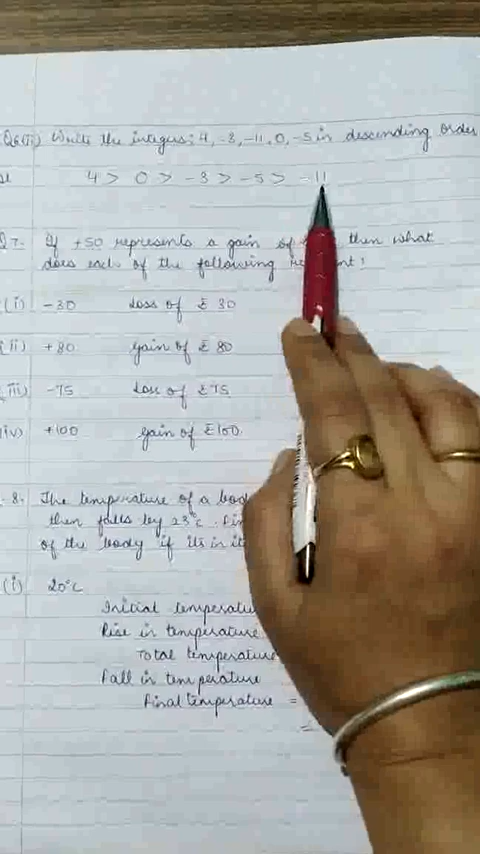 Q6(ii) Write the integers: 4, -3, -11, 0, -5 in descending order
4 > 0 > -3 > -5 > -11
Q7. If +50 represents a gain of then what
does each of the following
(i) -30 Loss of ₹ 30
(ii) +80 gain of ₹ 80
(iii) -75 Loss of ₹75
(iv) +100 gain of ₹100
8. The temperature of a
then falls by 23°c.
of the body if its
(i) 20°C
Initial
Rise in temperature
Total temperature
Fall in temperature
Final temperature =
=